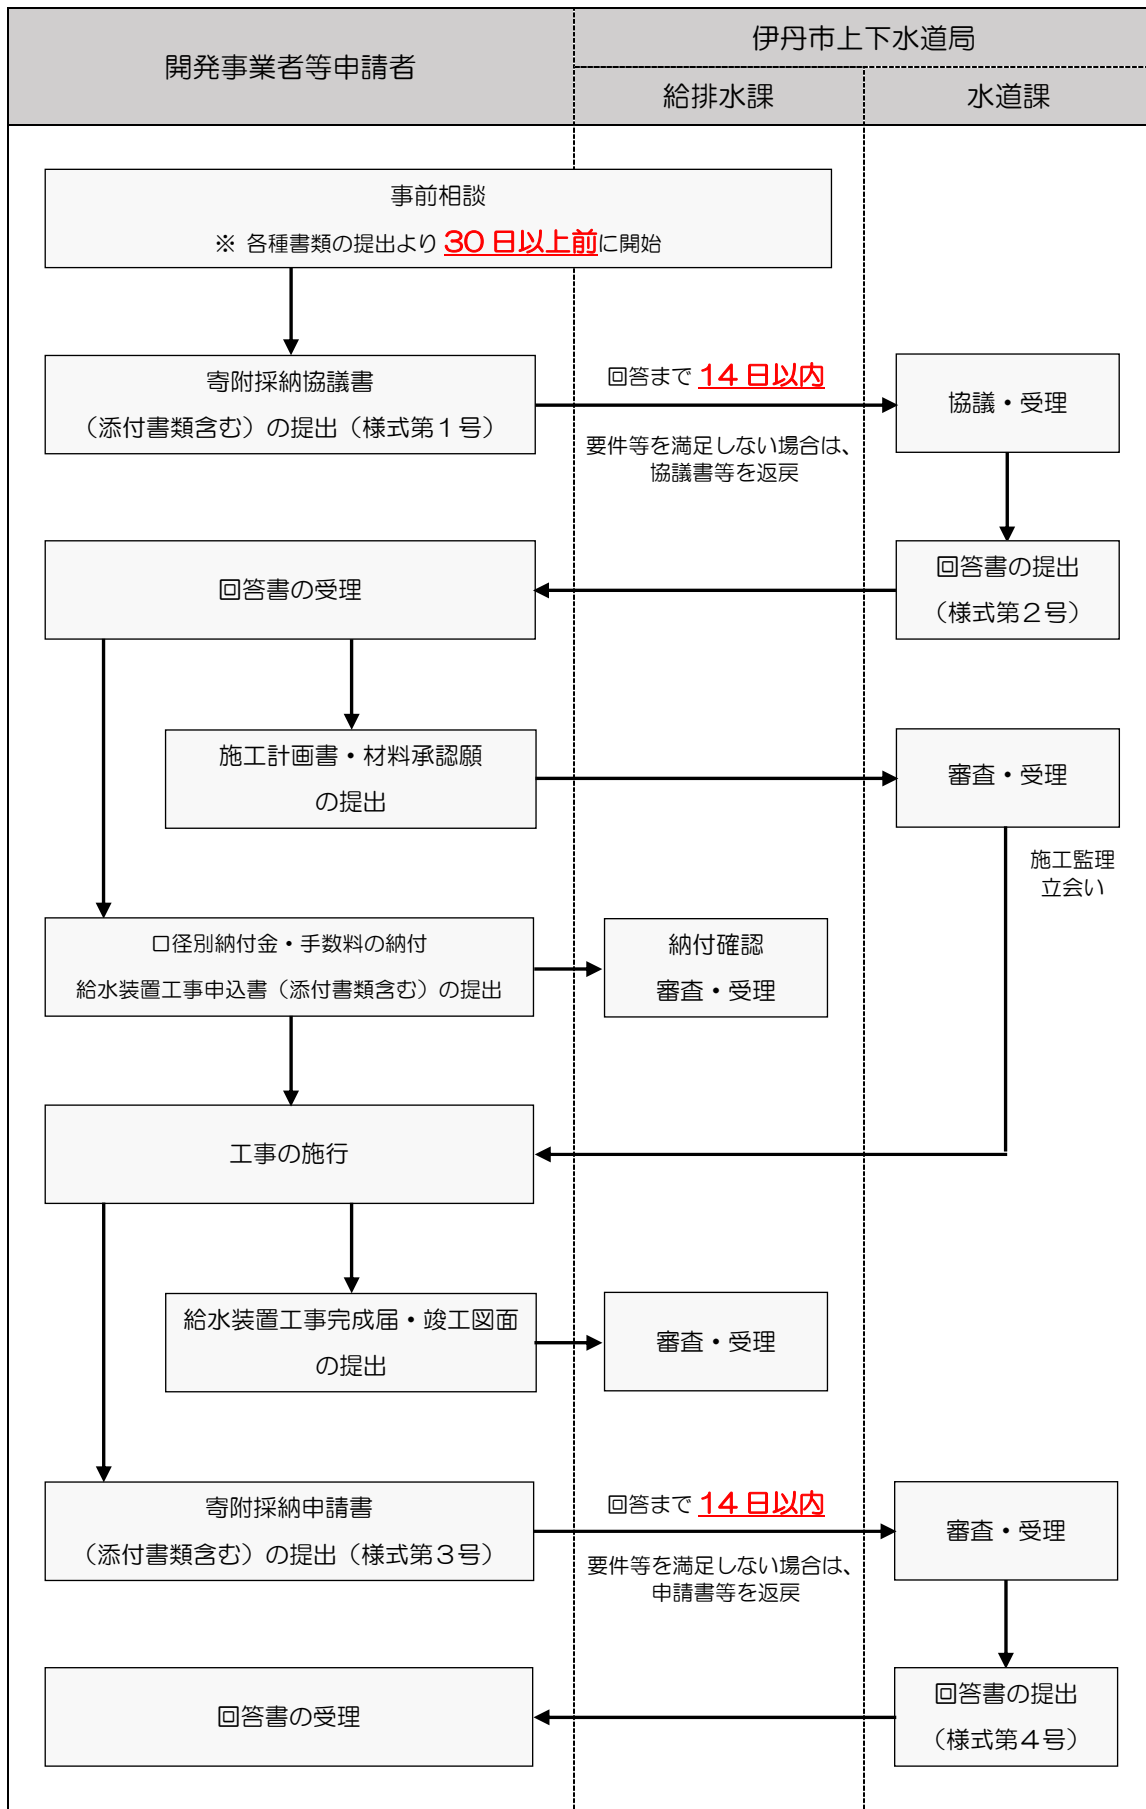 開発事業者等申請者
伊丹市上下水道局
給排水課
水道課
事前相談
※ 各種書類の提出より 30 日以上前に開始
寄附採納協議書
（添付書類含む）の提出（様式第１号）
回答まで 14 日以内
要件等を満足しない場合は、
協議書等を返戻
協議・受理
回答書の受理
回答書の提出
（様式第２号）
施工計画書・材料承認願
の提出
審査・受理
施工監理
立会い
口径別納付金・手数料の納付
給水装置工事申込書（添付書類含む）の提出
納付確認
審査・受理
工事の施行
給水装置工事完成届・竣工図面
の提出
審査・受理
寄附採納申請書
（添付書類含む）の提出（様式第３号）
回答まで 14 日以内
要件等を満足しない場合は、
申請書等を返戻
審査・受理
回答書の受理
回答書の提出
（様式第４号）